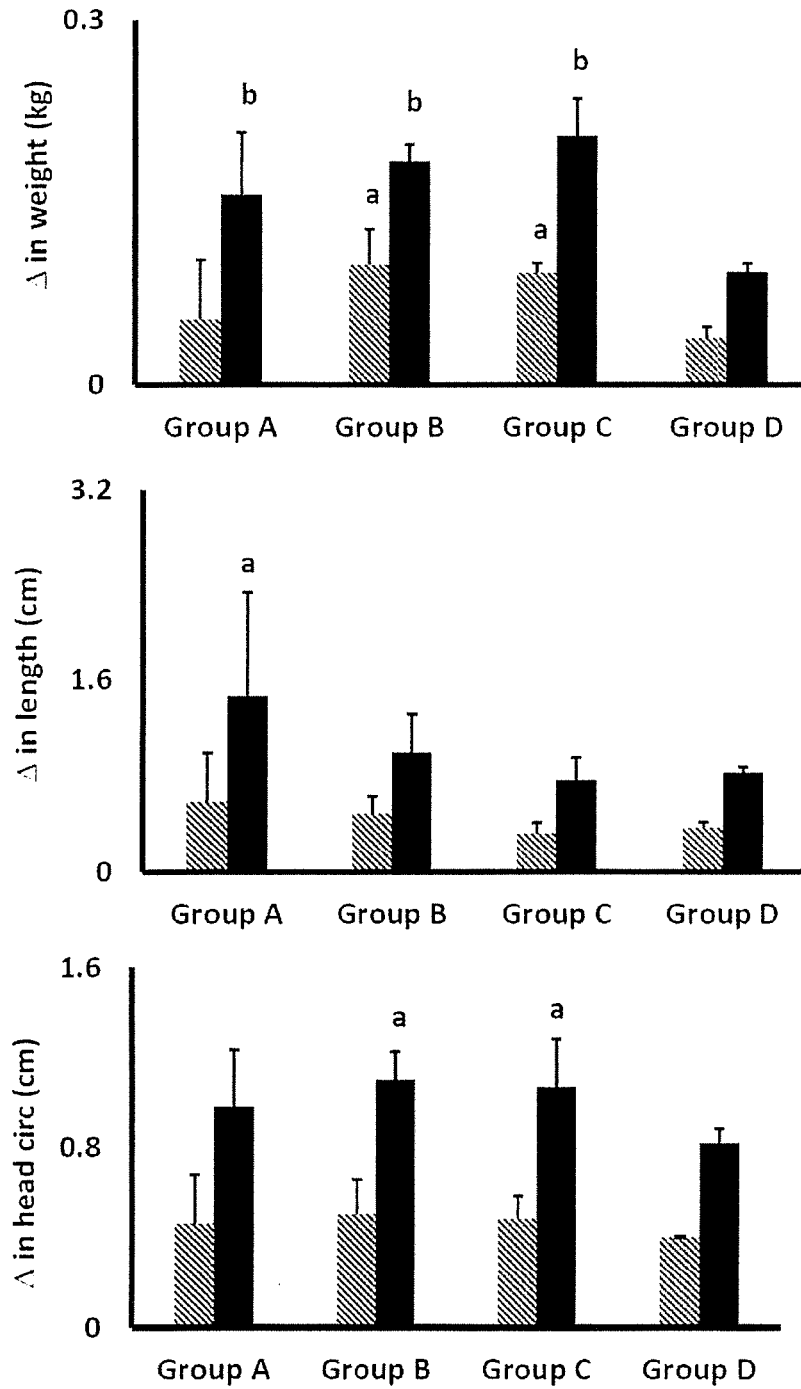 0.3
b
b
b
a
a
Δ in weight (kg)
0
Group A Group B Group C Group D
3.2
a
Δ in length (cm)
1.6
0
Group A Group B Group C Group D
1.6
a a
Δ in head circ (cm)
0.8
0
Group A Group B Group C Group D